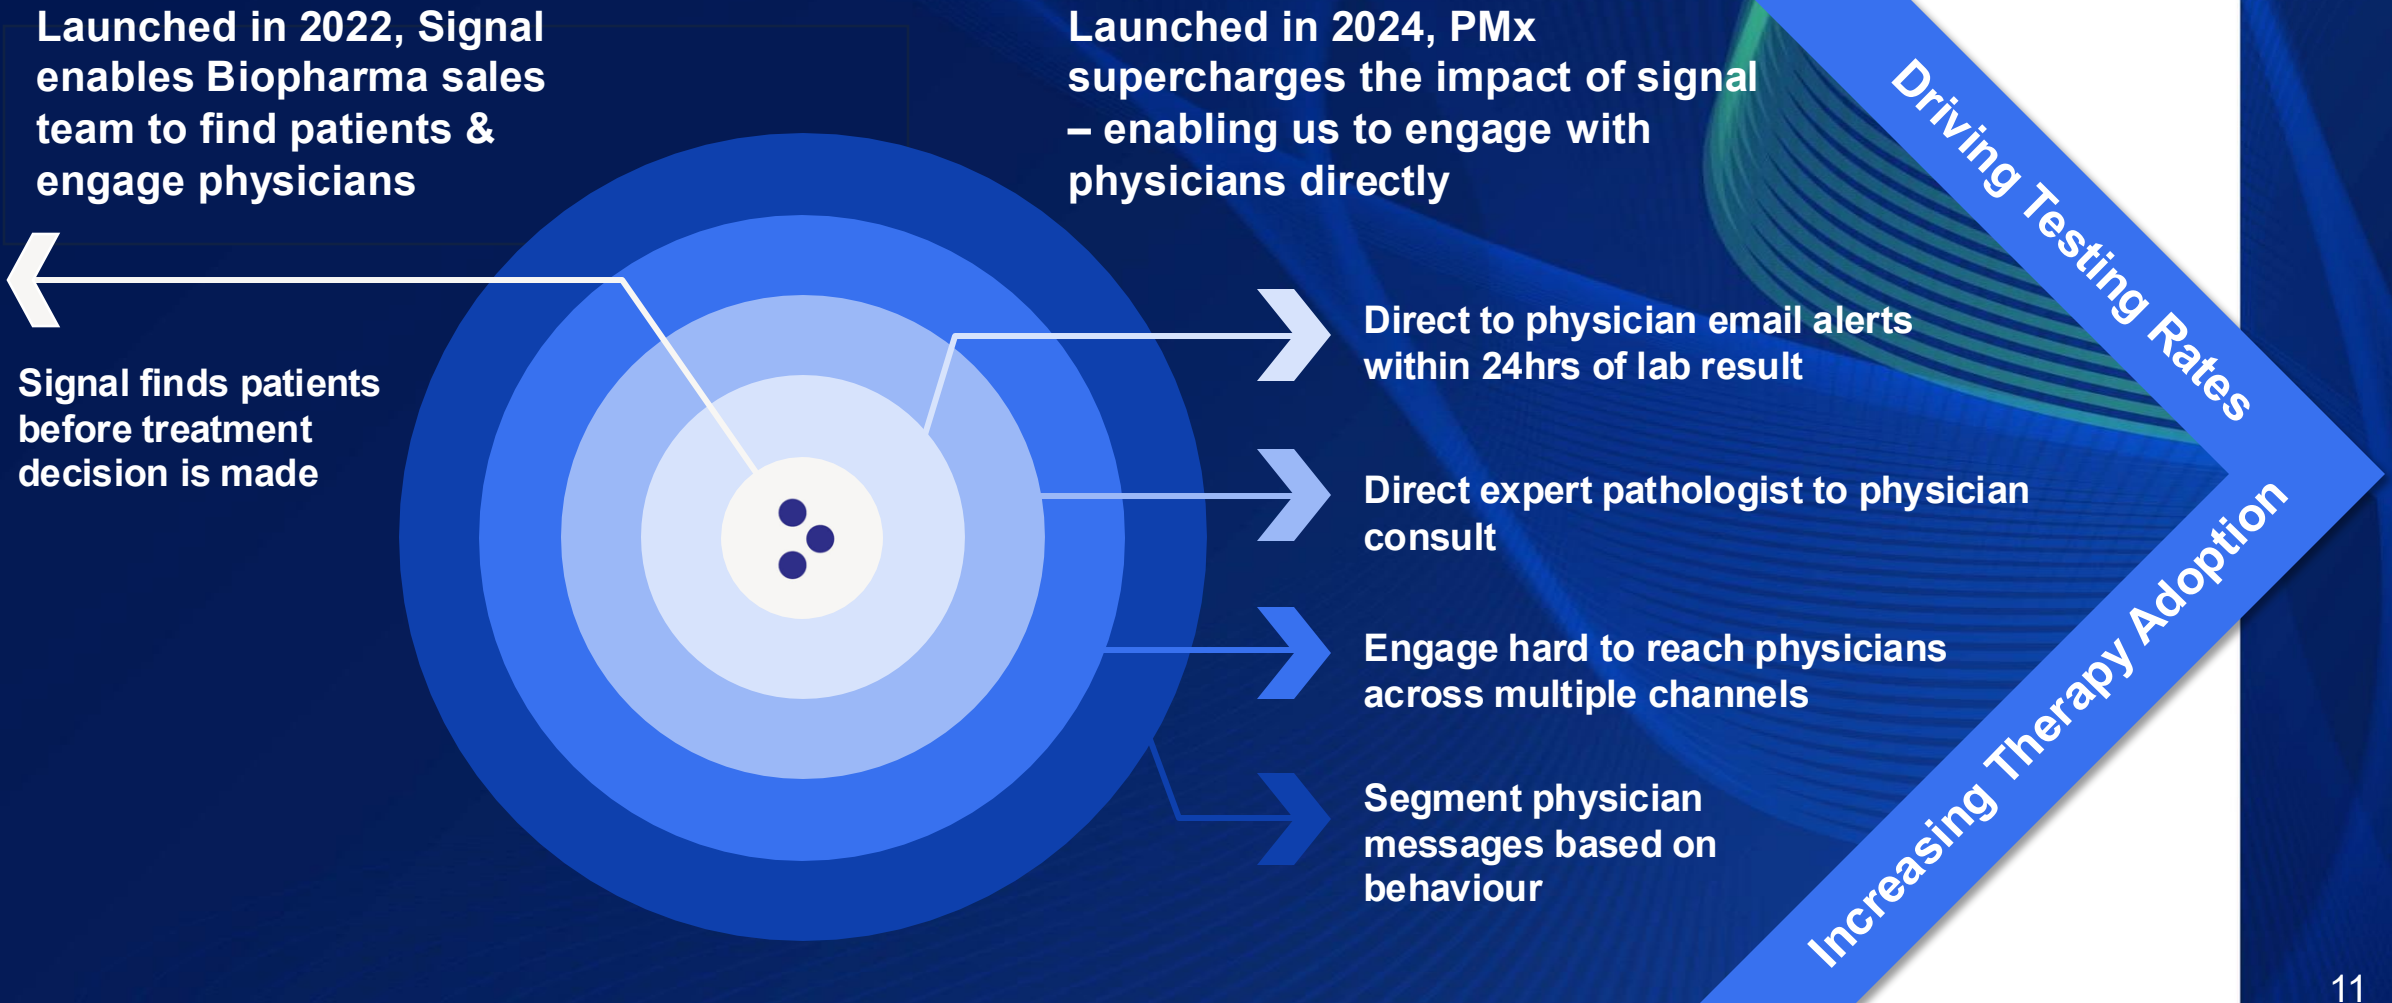 Launched in 2022, Signal
enables Biopharma sales
team to find patients &
engage physicians
Signal finds patients
before treatment
decision is made
Launched in 2024, PMx
supercharges the impact of signal
– enabling us to engage with
physicians directly
Direct to physician email alerts
within 24hrs of lab result
Direct expert pathologist to physician
consult
Engage hard to reach physicians
across multiple channels
Segment physician
messages based on
behaviour
Driving Testing Rates
Increasing Therapy Adoption
11